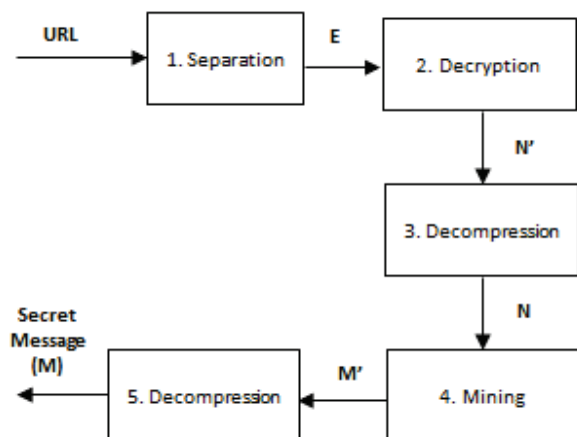 URL
1. Separation
E
2. Decryption
N’
3. Decompression
N
4. Mining
M’
5. Decompression
Secret
Message
(M)